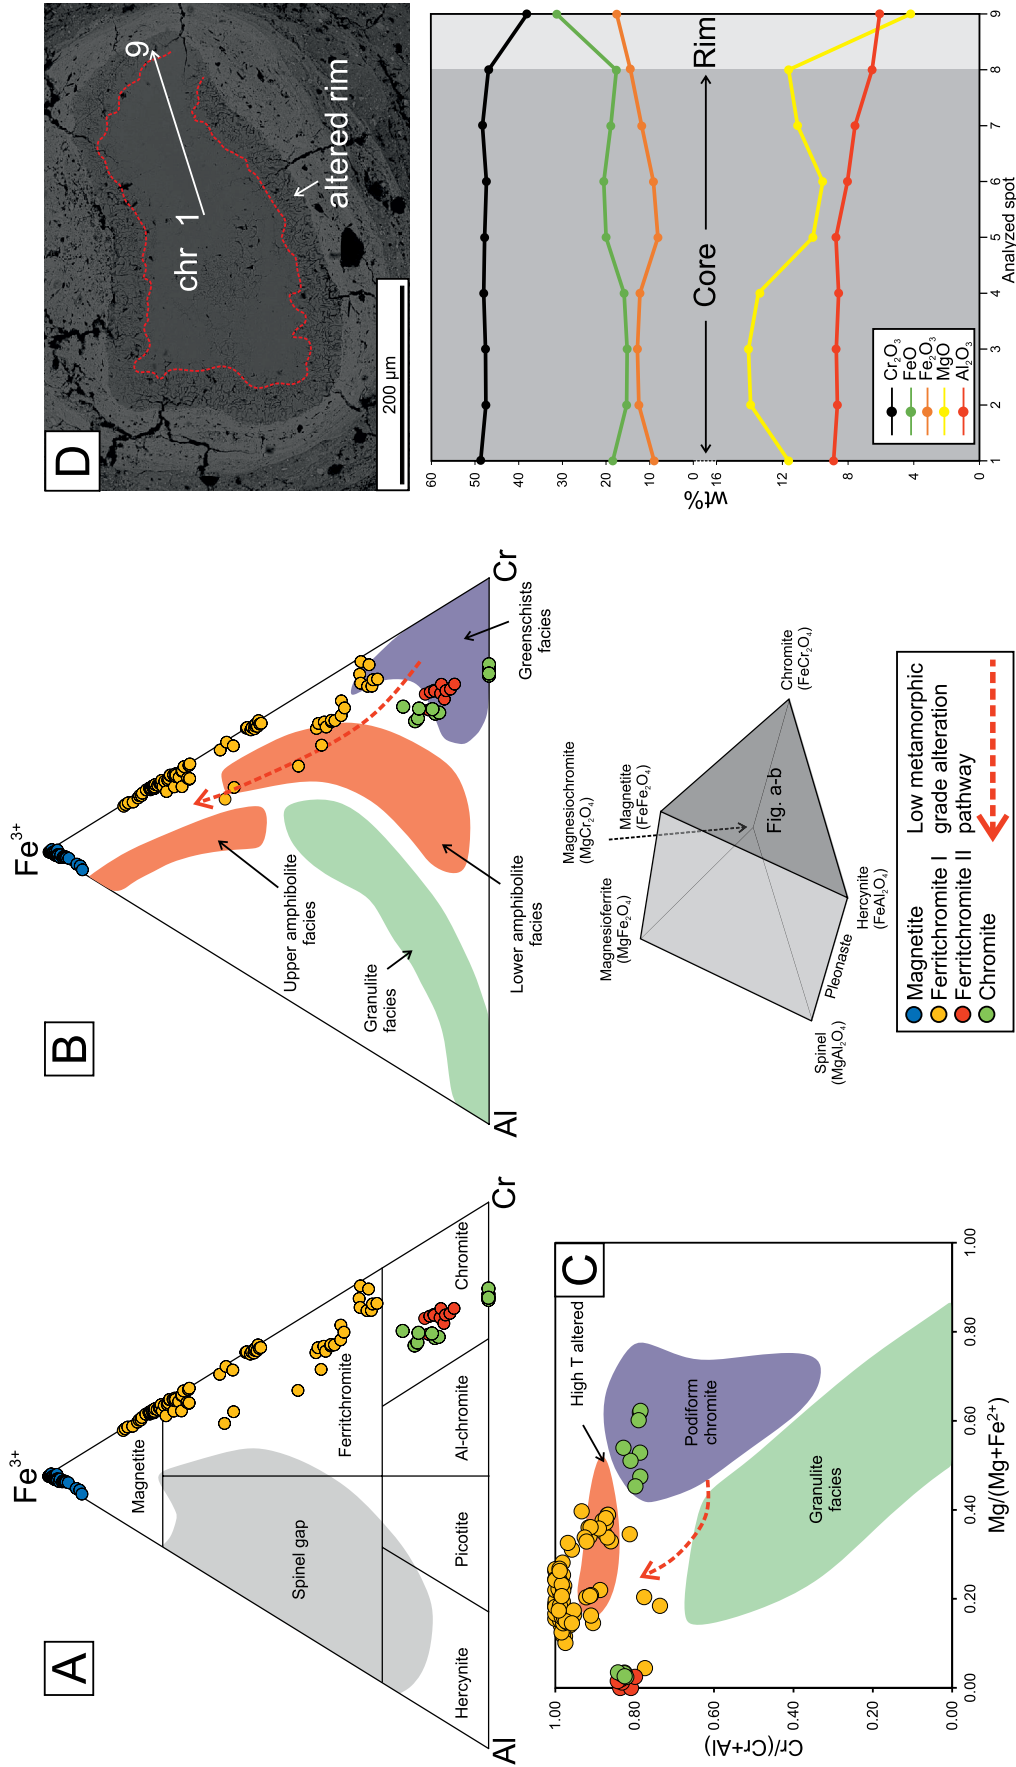 A
Fe3+
Magnetite
Spinel gap
Ferritchromite
Hercynite
Picotite
Al-chromite
Chromite
Al
Cr
B
Fe3+
Upper amphibolite
facies
Granulite
facies
Lower amphibolite
facies
Greenschists
facies
Al
Cr
D
chr
1
9
altered rim
200 µm
C
High T altered
Podiform
chromite
Granulite
facies
Cr/(Cr+Al)
1.00
0.80
0.60
0.40
0.20
0.00
0.00
0.20
0.40
0.60
0.80
1.00
Mg/(Mg+Fe2+)
Magnesiochromite
(MgCr2O4)
Magnetite
(FeFe2O4)
Magnesioferrite
(MgFe2O4)
Chromite
(FeCr2O4)
Fig. a-b
Hercynite
(FeAl2O4)
Pleonaste
Spinel
(MgAl2O4)
Magnetite
Ferritchrome I
Ferritchrome II
Chromite
Low metamorphic
grade alteration
pathway
wt%
60
50
40
30
20
10
0
16
12
8
4
0
Core
Rim
Cr2O3
FeO
Fe2O3
MgO
Al2O3
1
2
3
4
5
6
7
8
9
Analyzed spot